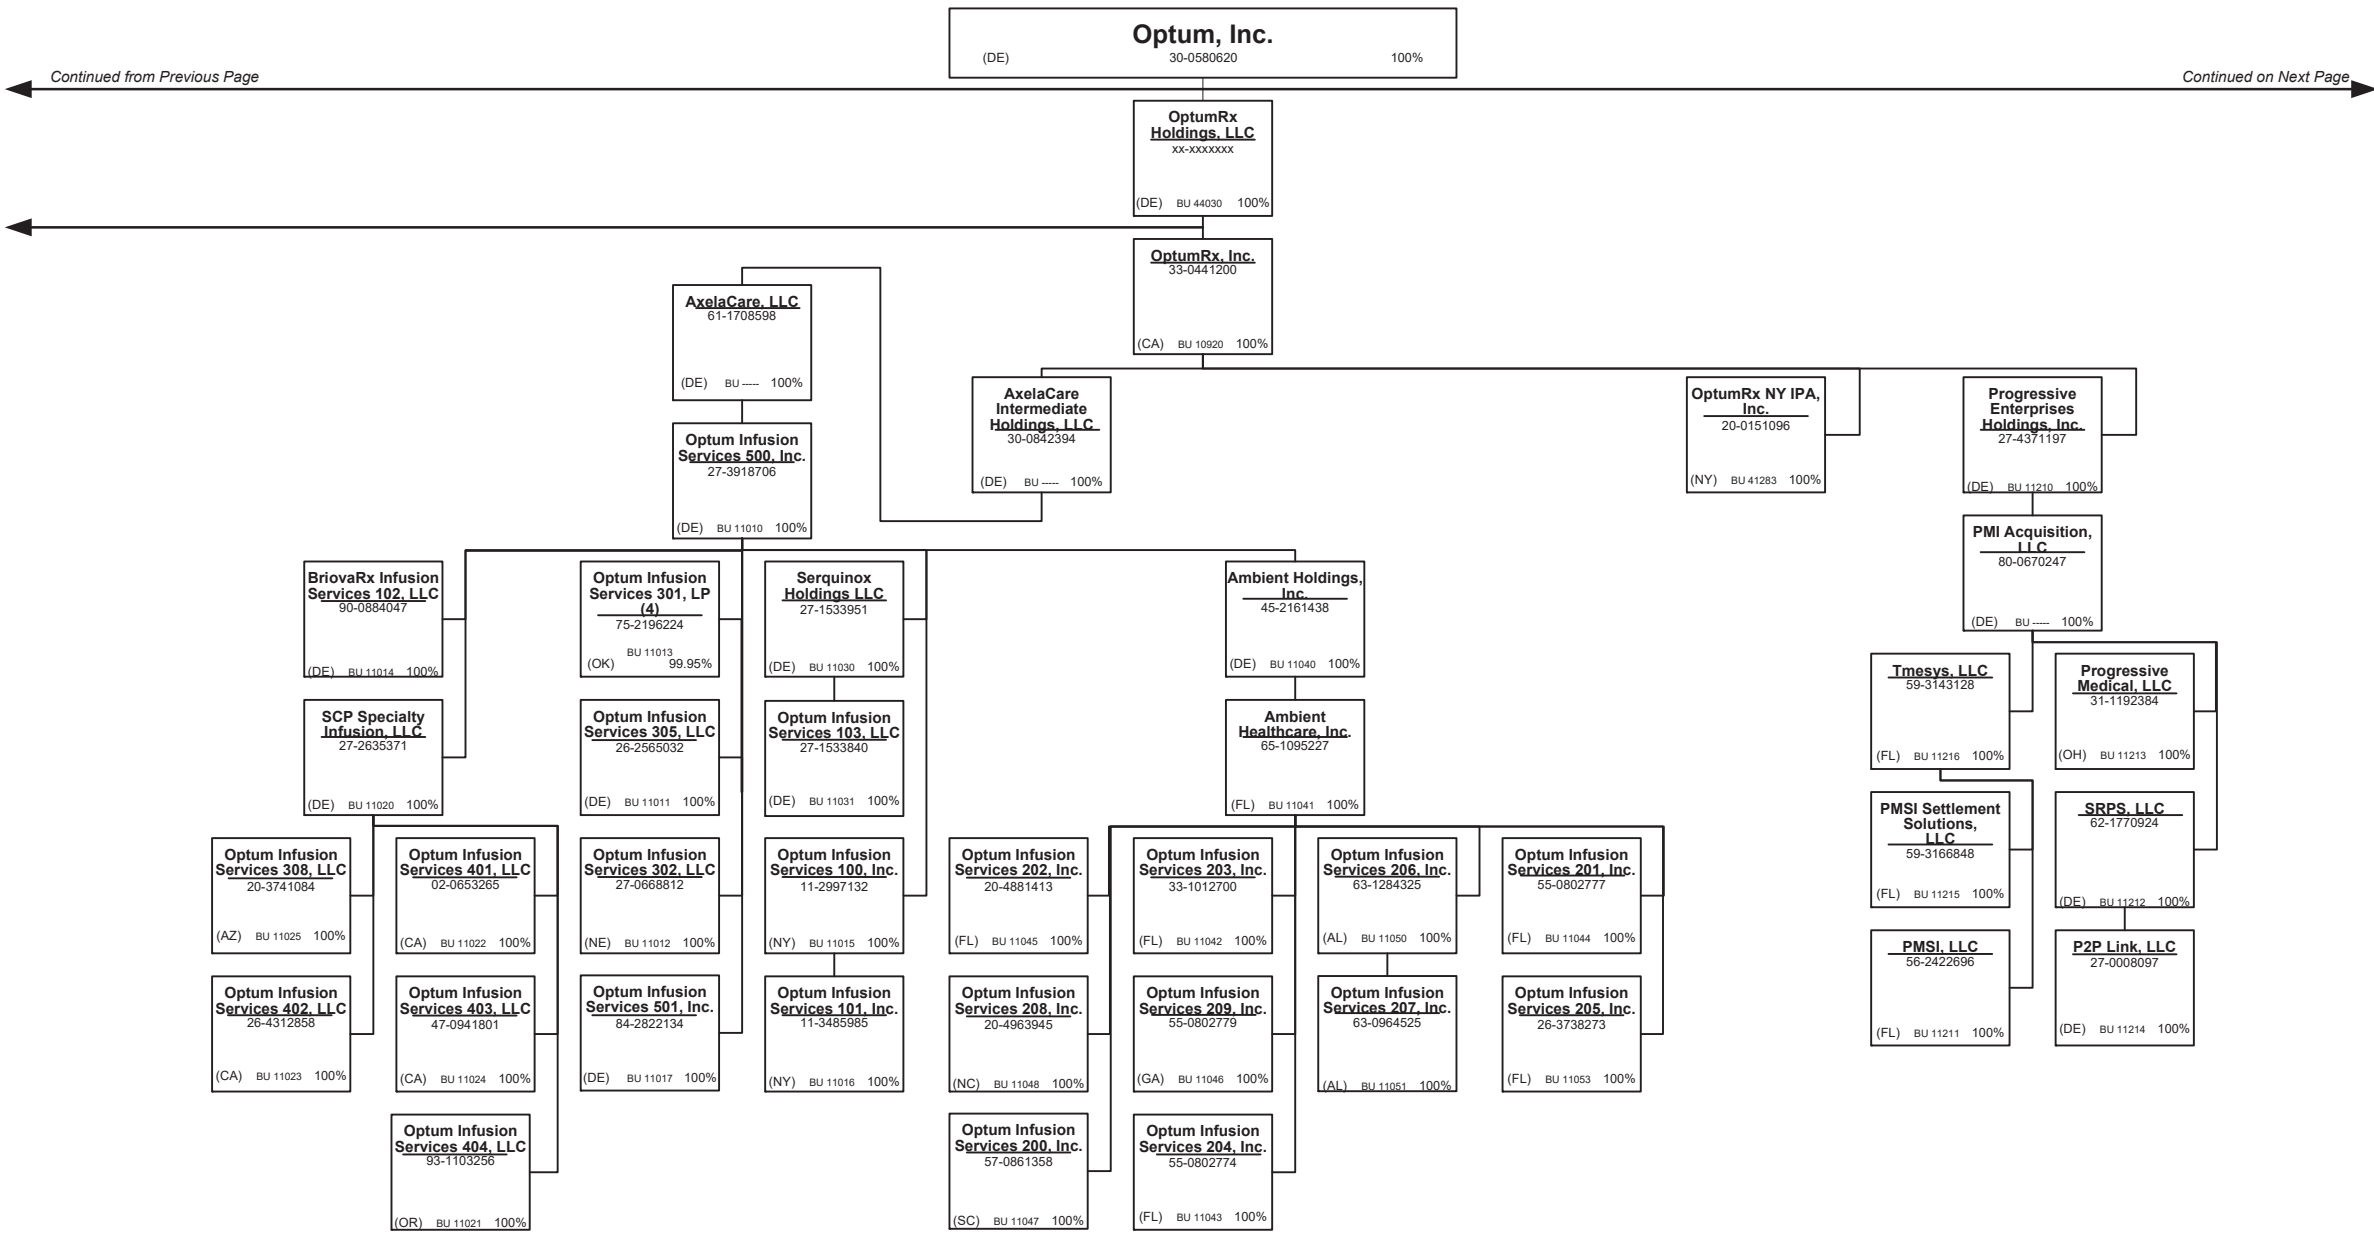 Optum, Inc.
(DE) 30-0580620 100%
Continued from Previous Page
Continued on Next Page
OptumRx
Holdings, LLC
xx-xxxxxxx
(DE) BU 44030 100%
OptumRx, Inc.
33-0441200
(CA) BU 10920 100%
AxelaCare, LLC
61-1708598
(DE) BU ----- 100%
Optum Infusion
Services 500, Inc.
27-3918706
(DE) BU 11010 100%
AxelaCare
Intermediate
Holdings, LLC
30-0842394
(DE) BU ----- 100%
OptumRx NY IPA,
Inc.
20-0151096
(NY) BU 41283 100%
Progressive
Enterprises
Holdings, Inc.
27-4371197
(DE) BU 11210 100%
PMI Acquisition,
LLC
80-0670247
(DE) BU ----- 100%
BriovaRx Infusion
Services 102, LLC
90-0884047
(DE) BU 11014 100%
Optum Infusion
Services 301, LP
(4)
75-2196224
BU 11013
(OK) 99.95%
Serquinox
Holdings LLC
27-1533951
(DE) BU 11030 100%
Ambient Holdings,
Inc.
45-2161438
(DE) BU 11040 100%
Tmesys, LLC
59-3143128
(FL) BU 11216 100%
Progressive
Medical, LLC
31-1192384
(OH) BU 11213 100%
SCP Specialty
Infusion, LLC
27-2635371
(DE) BU 11020 100%
Optum Infusion
Services 305, LLC
26-2565032
(DE) BU 11011 100%
Optum Infusion
Services 103, LLC
27-1533840
(DE) BU 11031 100%
Ambient
Healthcare, Inc.
65-1095227
(FL) BU 11041 100%
PMSI Settlement
Solutions,
LLC
59-3166848
(FL) BU 11215 100%
SRPS, LLC
62-1770924
(DE) BU 11212 100%
Optum Infusion
Services 308, LLC
20-3741084
(AZ) BU 11025 100%
Optum Infusion
Services 401, LLC
02-0653265
(CA) BU 11022 100%
Optum Infusion
Services 302, LLC
27-0668812
(NE) BU 11012 100%
Optum Infusion
Services 100, Inc.
11-2997132
(NY) BU 11015 100%
Optum Infusion
Services 202, Inc.
20-4881413
(FL) BU 11045 100%
Optum Infusion
Services 203, Inc.
33-1012700
(FL) BU 11042 100%
Optum Infusion
Services 206, Inc.
63-1284325
(AL) BU 11050 100%
Optum Infusion
Services 201, Inc.
55-0802777
(FL) BU 11044 100%
PMSI, LLC
56-2422696
(FL) BU 11211 100%
P2P Link, LLC
27-0008097
(DE) BU 11214 100%
Optum Infusion
Services 402, LLC
26-4312858
(CA) BU 11023 100%
Optum Infusion
Services 403, LLC
47-0941801
(CA) BU 11024 100%
Optum Infusion
Services 501, Inc.
84-2822134
(DE) BU 11017 100%
Optum Infusion
Services 101, Inc.
11-3485985
(NY) BU 11016 100%
Optum Infusion
Services 208, Inc.
20-4963945
(NC) BU 11048 100%
Optum Infusion
Services 209, Inc.
55-0802779
(GA) BU 11046 100%
Optum Infusion
Services 207, Inc.
63-0964525
(AL) BU 11051 100%
Optum Infusion
Services 205, Inc.
26-3738273
(FL) BU 11053 100%
Optum Infusion
Services 404, LLC
93-1103256
(OR) BU 11021 100%
Optum Infusion
Services 200, Inc.
57-0861358
(SC) BU 11047 100%
Optum Infusion
Services 204, Inc.
55-0802774
(FL) BU 11043 100%